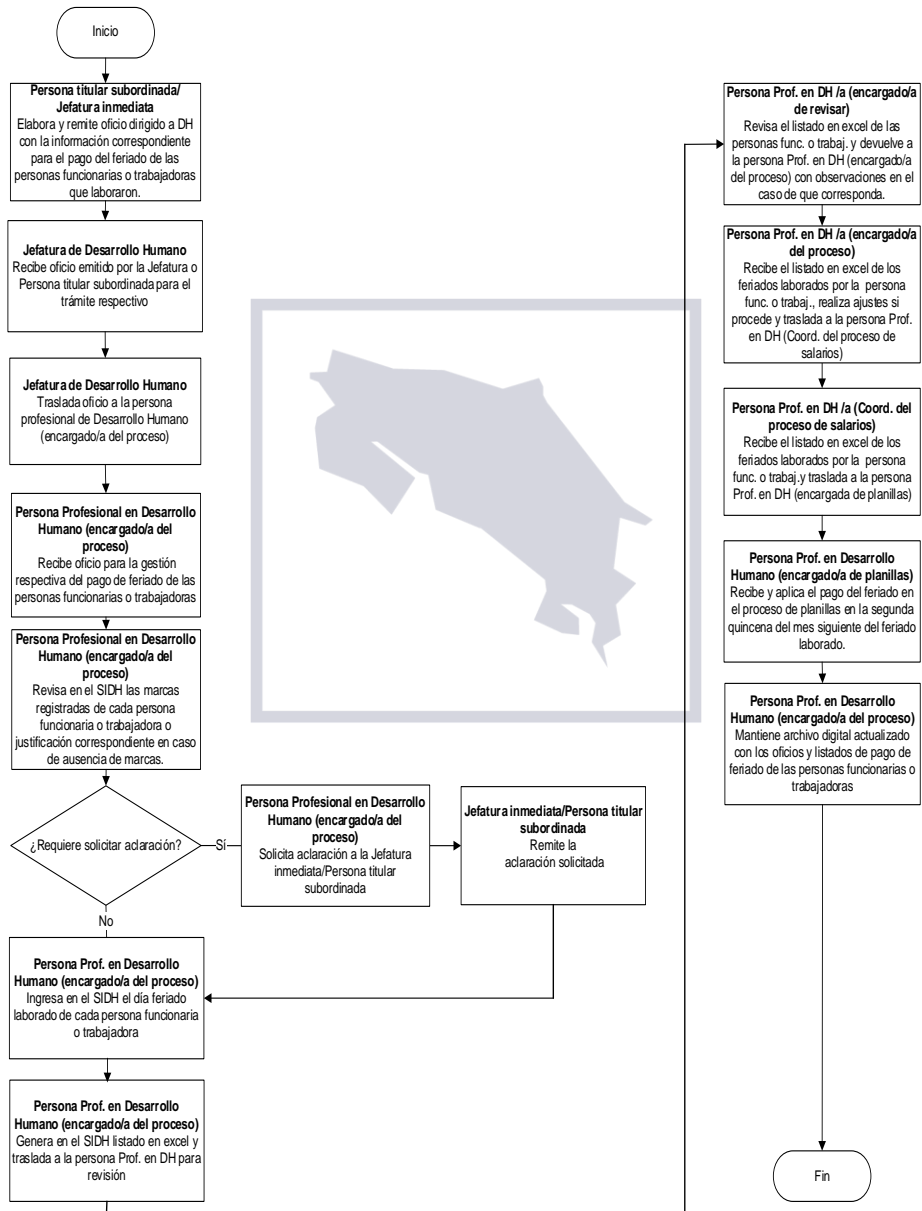 Inicio
Persona titular subordinada/
Jefatura inmediata
Elabora y remite oficio dirigido a DH
con la información correspondiente
para el pago del feriado de las
personas funcionarias o trabajadoras
que laboraron.
Jefatura de Desarrollo Humano
Recibe oficio emitido por la Jefatura o
Persona titular subordinada para el
trámite respectivo
Jefatura de Desarrollo Humano
Traslada oficio a la persona
profesional de Desarrollo Humano
(encargado/a del proceso)
Persona Profesional en Desarrollo
Humano (encargado/a del
proceso)
Recibe oficio para la gestión
respectiva del pago de feriado de las
personas funcionarias o trabajadoras
Persona Profesional en Desarrollo
Humano (encargado/a del
proceso)
Revisa en el SIDH las marcas
registradas de cada persona
funcionaria o trabajadora o
justificación correspondiente en caso
de ausencia de marcas.
¿Requiere solicitar aclaración?
Sí
Persona Profesional en Desarrollo
Humano (encargado/a del
proceso)
Solicita aclaración a la Jefatura
inmediata/Persona titular
subordinada
Jefatura inmediata/Persona titular
subordinada
Remite la
aclaración solicitada
No
Persona Prof. en Desarrollo
Humano (encargado/a del proceso)
Ingresa en el SIDH el día feriado
laborado de cada persona funcionaria
o trabajadora
Persona Prof. en Desarrollo
Humano (encargado/a del proceso)
Genera en el SIDH listado en excel y
traslada a la persona Prof. en DH para
revisión
Persona Prof. en DH /a (encargado/a
de revisar)
Revisa el listado en excel de las
personas func. o trabaj. y devuelve a
la persona Prof. en DH (encargado/a
del proceso) con observaciones en el
caso de que corresponda.
Persona Prof. en DH /a (encargado/a
del proceso)
Recibe el listado en excel de los
feriados laborados por la persona
func. o trabaj., realiza ajustes si
procede y traslada a la persona Prof.
en DH (Coord. del proceso de
salarios)
Persona Prof. en DH /a (Coord. del
proceso de salarios)
Recibe el listado en excel de los
feriados laborados por la persona
func. o trabaj.y traslada a la persona
Prof. en DH (encargada de planillas)
Persona Prof. en Desarrollo
Humano (encargado/a de planillas)
Recibe y aplica el pago del feriado en
el proceso de planillas en la segunda
quincena del mes siguiente del feriado
laborado.
Persona Prof. en Desarrollo
Humano (encargado/a del proceso)
Mantiene archivo digital actualizado
con los oficios y listados de pago de
feriado de las personas funcionarias o
trabajadoras
Fin